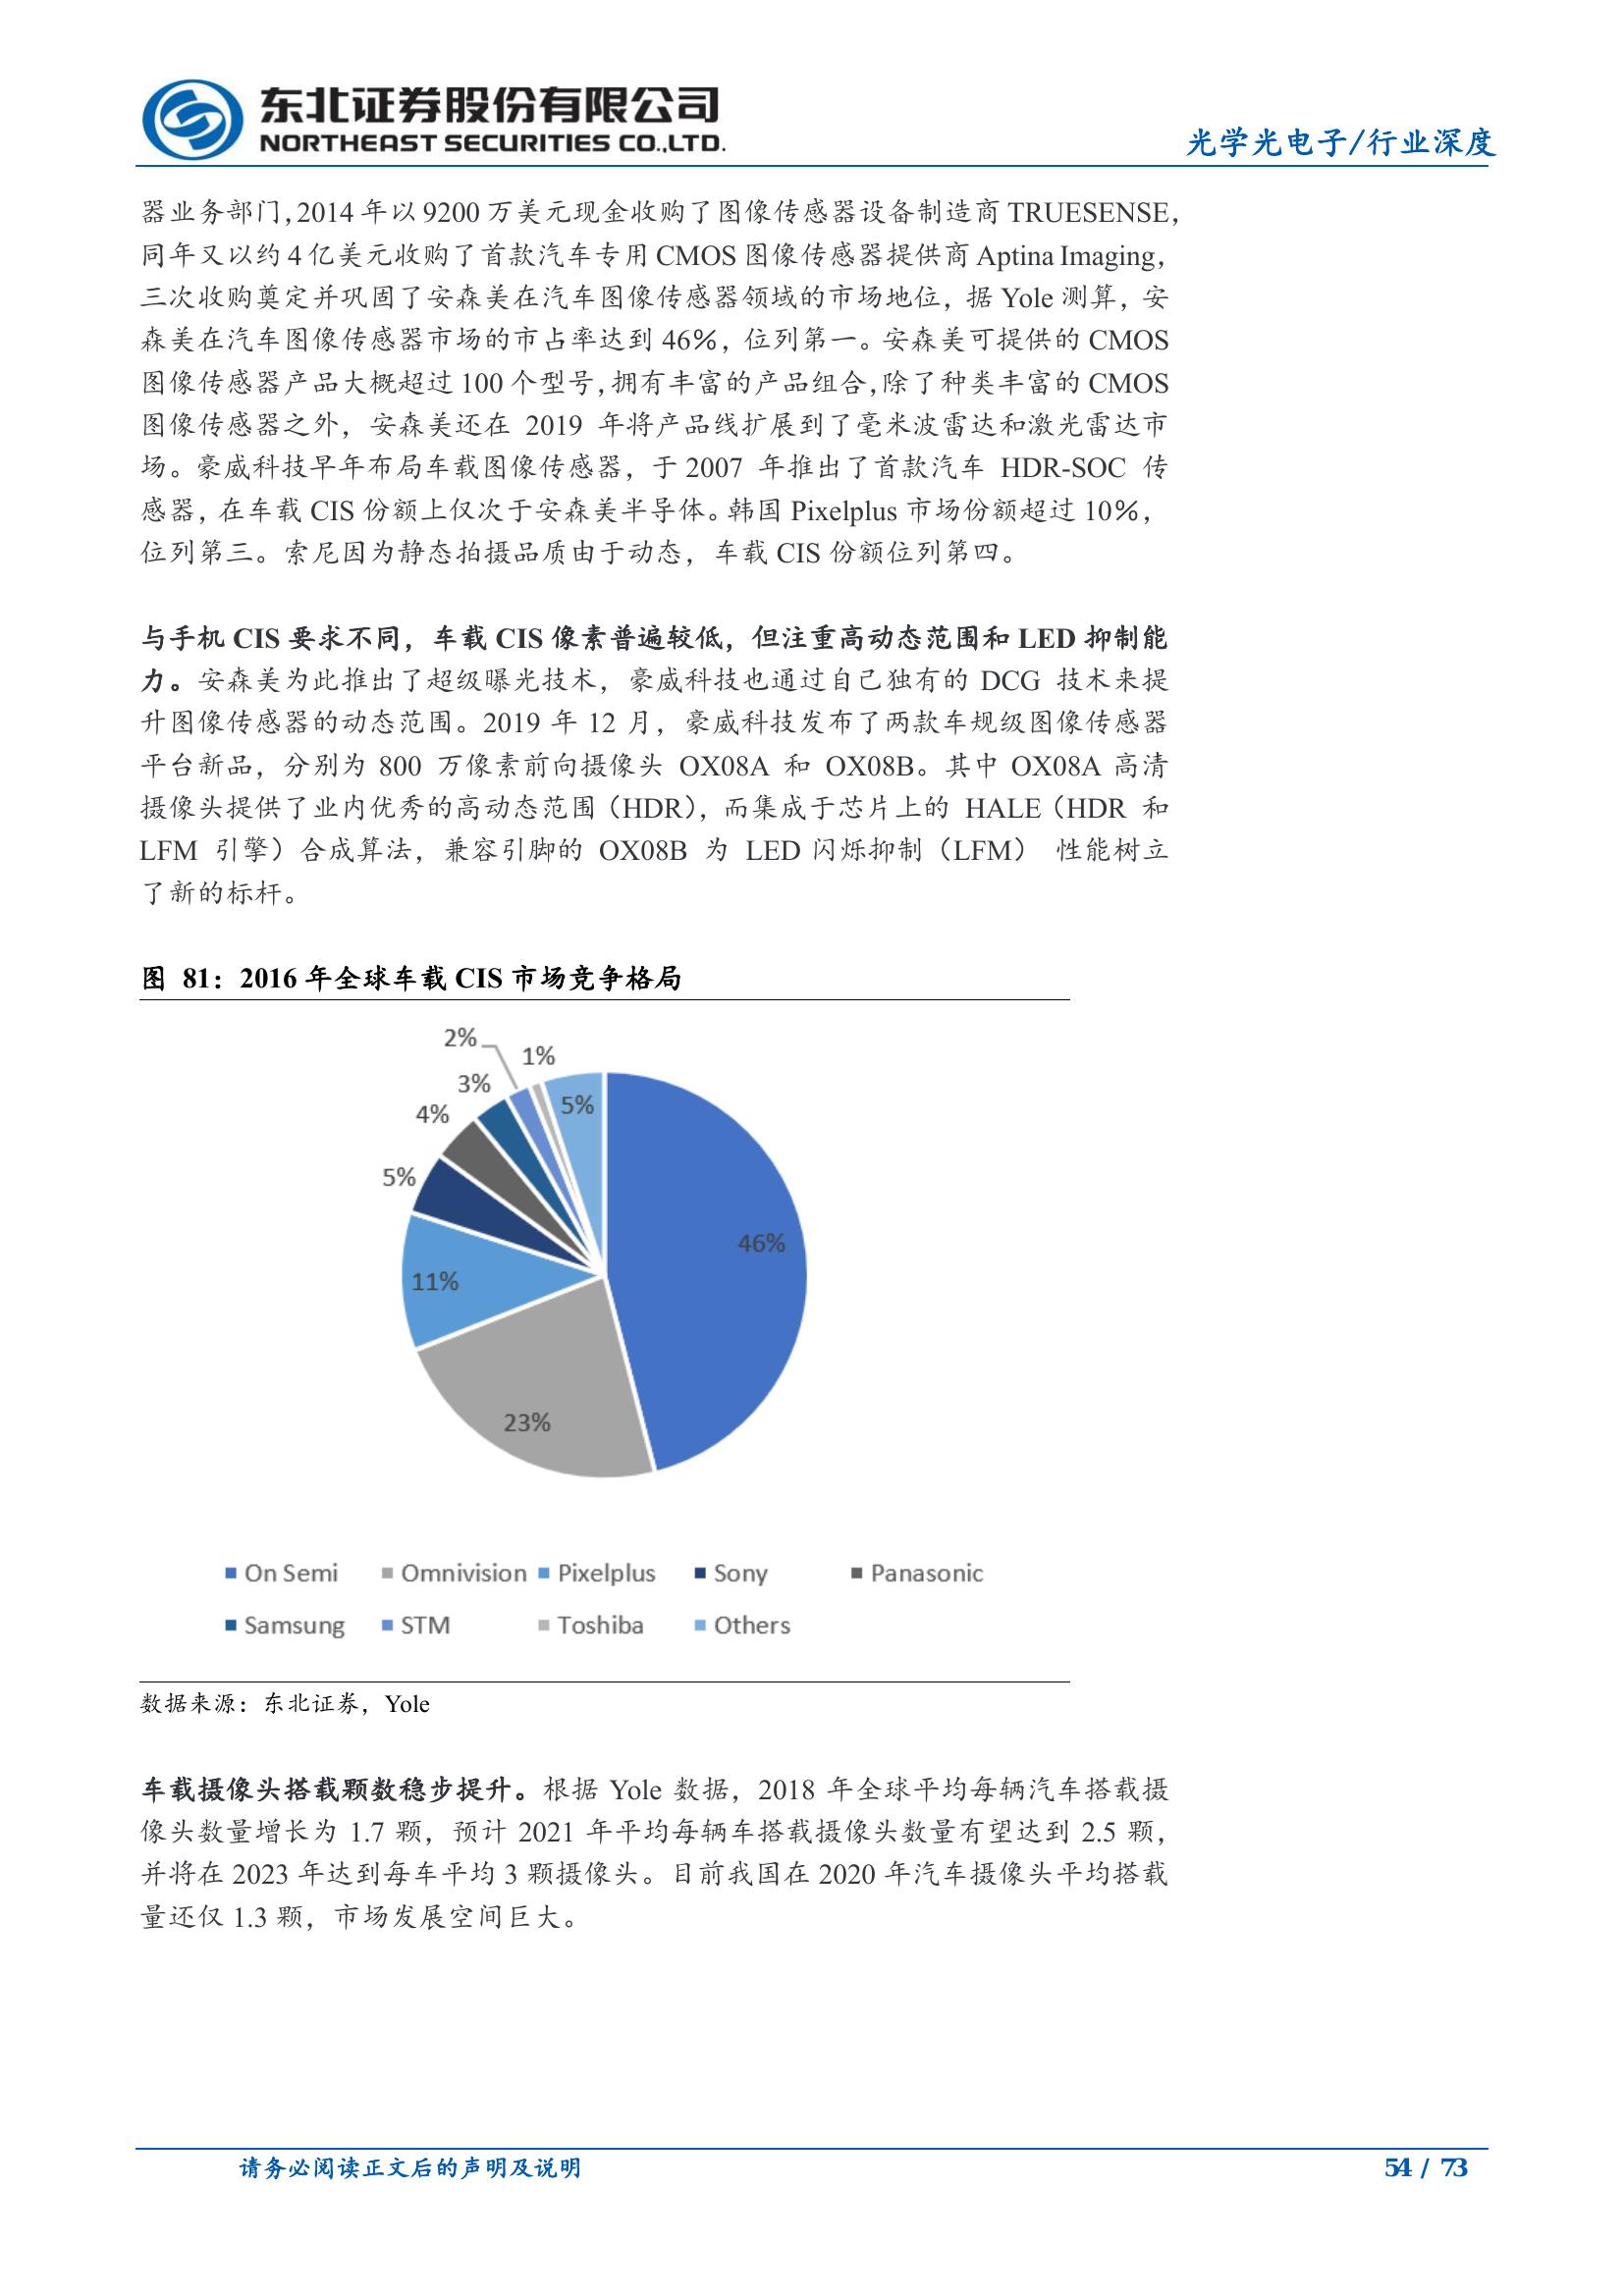 东北证券股份有限公司
NORTHEAST SECURITIES CO.,LTD.
光学光电子/行业深度
器业务部门，2014 年以 9200 万美元现金收购了图像传感器设备制造商 TRUESENSE，
同年又以约 4 亿美元收购了首款汽车专用 CMOS 图像传感器提供商 Aptina Imaging，
三次收购奠定并巩固了安森美在汽车图像传感器领域的市场地位，据 Yole 测算，安
森美在汽车图像传感器市场的市占率达到 46%，位列第一。安森美可提供的 CMOS
图像传感器产品大概超过 100 个型号，拥有丰富的产品组合，除了种类丰富的 CMOS
图像传感器之外，安森美还在 2019 年将产品线扩展到了毫米波雷达和激光雷达市
场。豪威科技早年布局车载图像传感器，于 2007 年推出了首款汽车 HDR-SOC 传
感器，在车载 CIS 份额上仅次于安森美半导体。韩国 Pixelplus 市场份额超过 10%，
位列第三。索尼因为静态拍摄品质由于动态，车载 CIS 份额位列第四。
与手机 CIS 要求不同，车载 CIS 像素普遍较低，但注重高动态范围和 LED 抑制能
力。安森美为此推出了超级曝光技术，豪威科技也通过自己独有的 DCG 技术来提
升图像传感器的动态范围。2019 年 12 月，豪威科技发布了两款车规级图像传感器
平台新品，分别为 800 万像素前向摄像头 OX08A 和 OX08B。其中 OX08A 高清
摄像头提供了业内优秀的高动态范围（HDR），而集成于芯片上的 HALE（HDR 和
LFM 引擎）合成算法，兼容引脚的 OX08B 为 LED 闪烁抑制（LFM） 性能树立
了新的标杆。
图 81：2016 年全球车载 CIS 市场竞争格局
2%
1%
3%
5%
4%
5%
46%
11%
23%
On Semi Omnivision Pixelplus Sony Panasonic
Samsung STM Toshiba Others
数据来源：东北证券，Yole
车载摄像头搭载颗数稳步提升。根据 Yole 数据，2018 年全球平均每辆汽车搭载摄
像头数量增长为 1.7 颗，预计 2021 年平均每辆车搭载摄像头数量有望达到 2.5 颗，
并将在 2023 年达到每车平均 3 颗摄像头。目前我国在 2020 年汽车摄像头平均搭载
量还仅 1.3 颗，市场发展空间巨大。
请务必阅读正文后的声明及说明
54 / 73